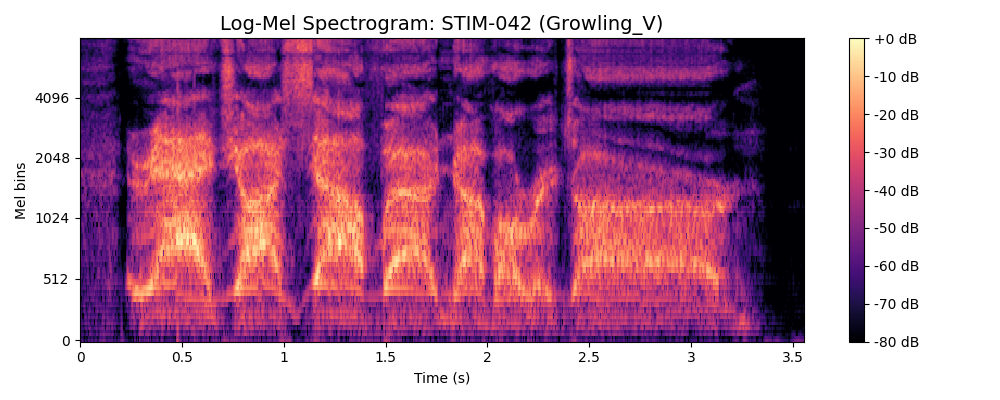 Log-Mel Spectrogram: STIM-042 (Growling_V)
Mel bins
4096
2048
1024
512
0
0 0.5 1 1.5 2 2.5 3 3.5
Time (s)
+0 dB
-10 dB
-20 dB
-30 dB
-40 dB
-50 dB
-60 dB
-70 dB
-80 dB